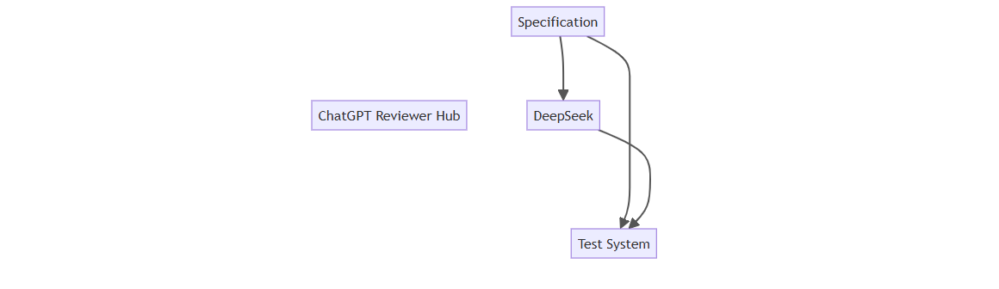 Specification
ChatGPT Reviewer Hub
DeepSeek
Test System